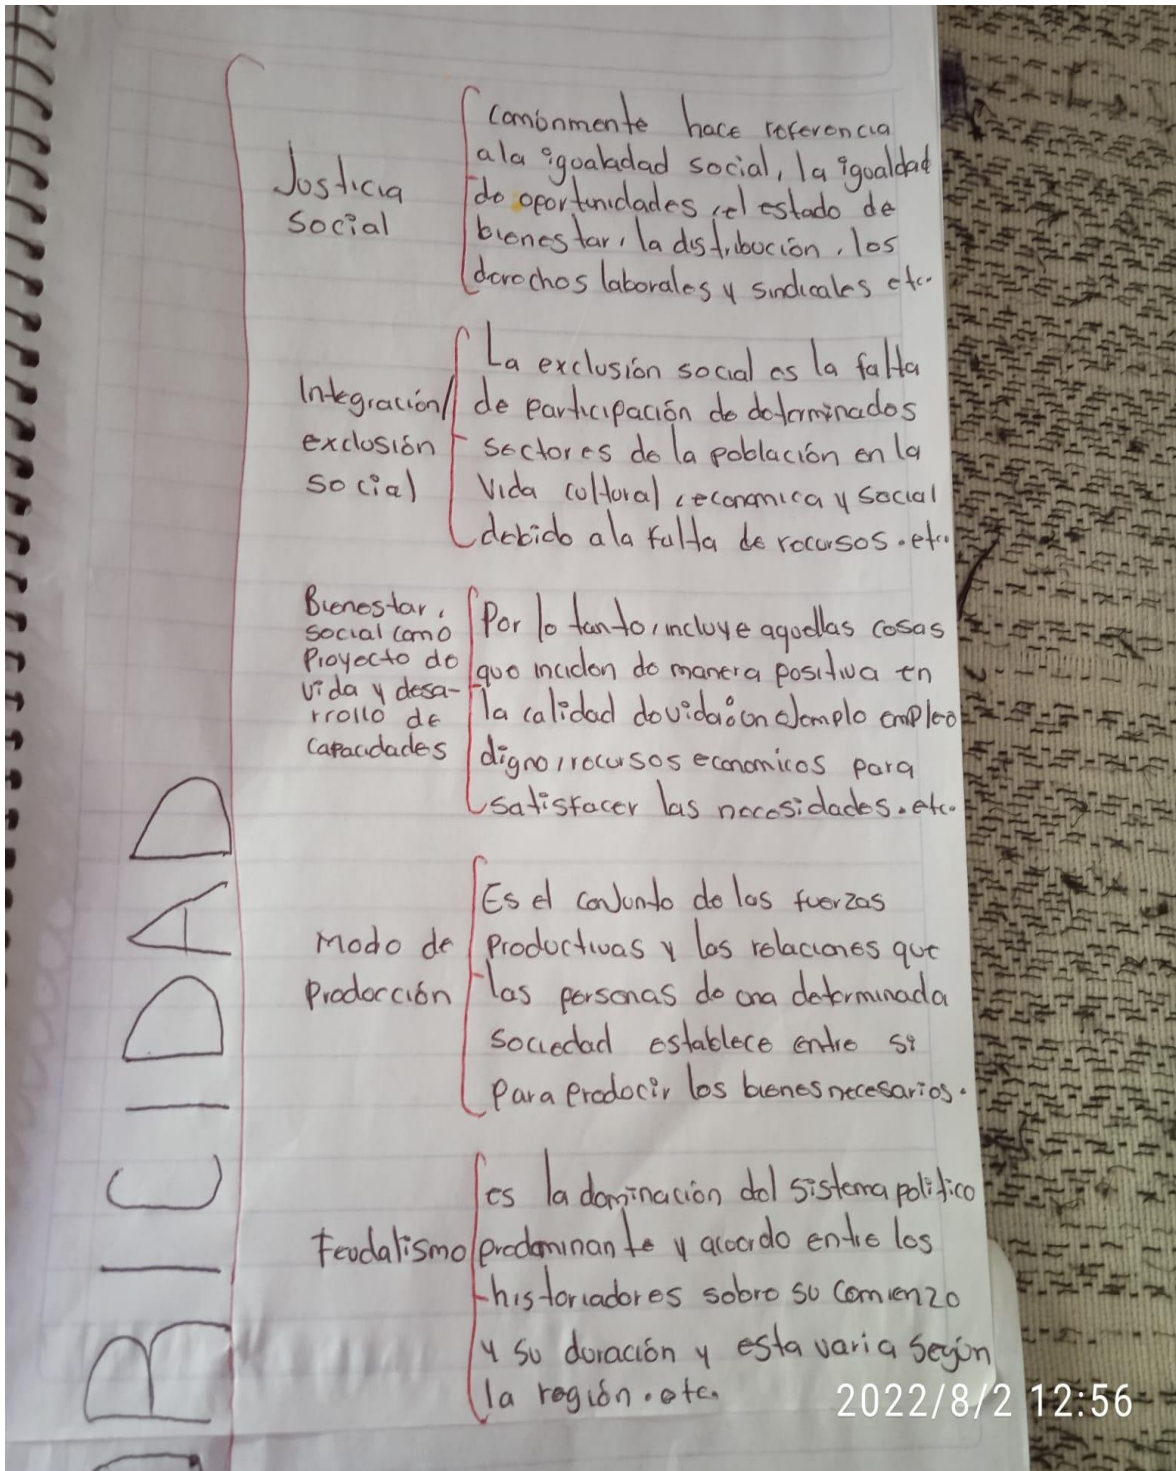 Justicia
social
comúnmente hace referencia
ala igualadad social, la igualdad
de oportunidades, el estado de
bienestar, la distribución, los
derechos laborales y sindicales etc.
Integración/
exclusión
social
La exclusión social es la falta
de participación de determinados
sectores de la población en la
vida cultural, economica y social
debido ala falta de recursos. etc.
Bienestar,
social como
Proyecto de
vida y desa-
rrollo de
capacidades
Por lo tanto, incluye aquellas cosas
que inciden de manera positiva en
la calidad de vida: un ejemplo empleo
digno, recursos economicos para
satisfacer las necesidades. etc.
Modo de
Producción
Es el conjunto de las fuerzas
productivas y las relaciones que
las personas de una determinada
sociedad establece entre si
para producir los bienes necesarios.
Feudalismo
es la dominación del sistema politico
predominante y acuerdo entre los
historiadores sobre su comienzo
y su duración y esta varia según
la región. etc.
BICIDAD
2022/8/2 12:56